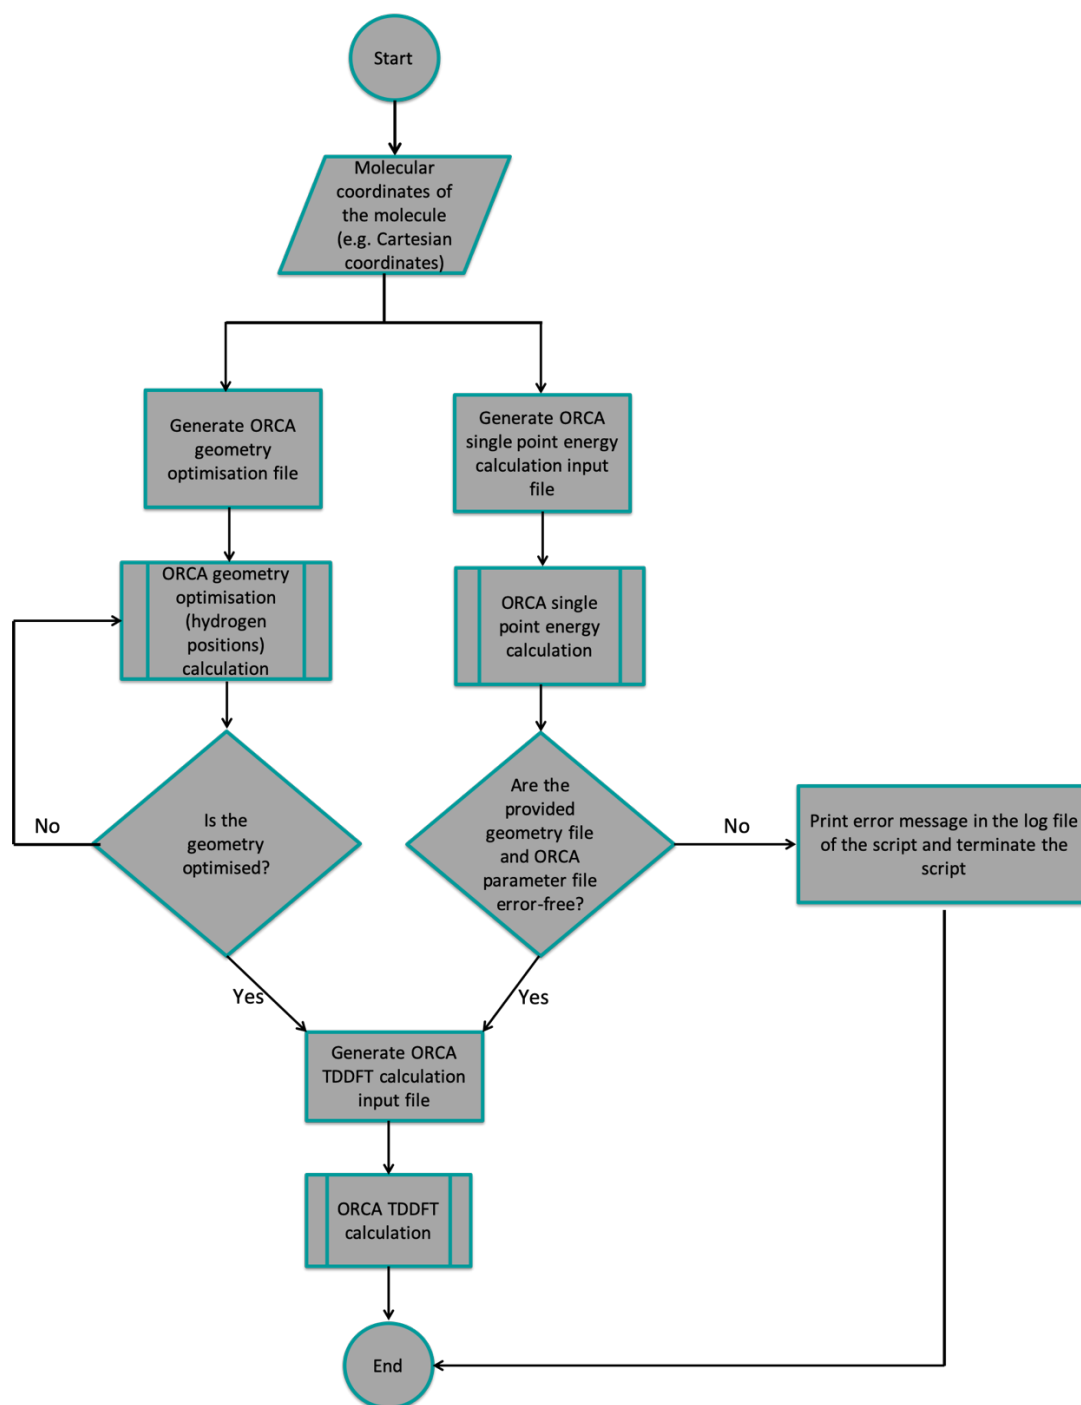 Start
Molecular
coordinates of
the molecule
(e.g. Cartesian
coordinates)
Generate ORCA
geometry
optimisation file
Generate ORCA
single point energy
calculation input
file
ORCA geometry
optimisation
(hydrogen
positions)
calculation
ORCA single
point energy
calculation
Is the
geometry
optimised?
No
Are the
provided
geometry file
and ORCA
parameter file
error-free?
No
Print error message in the log file
of the script and terminate the
script
Yes
Yes
Generate ORCA
TDDFT calculation
input file
ORCA TDDFT
calculation
End